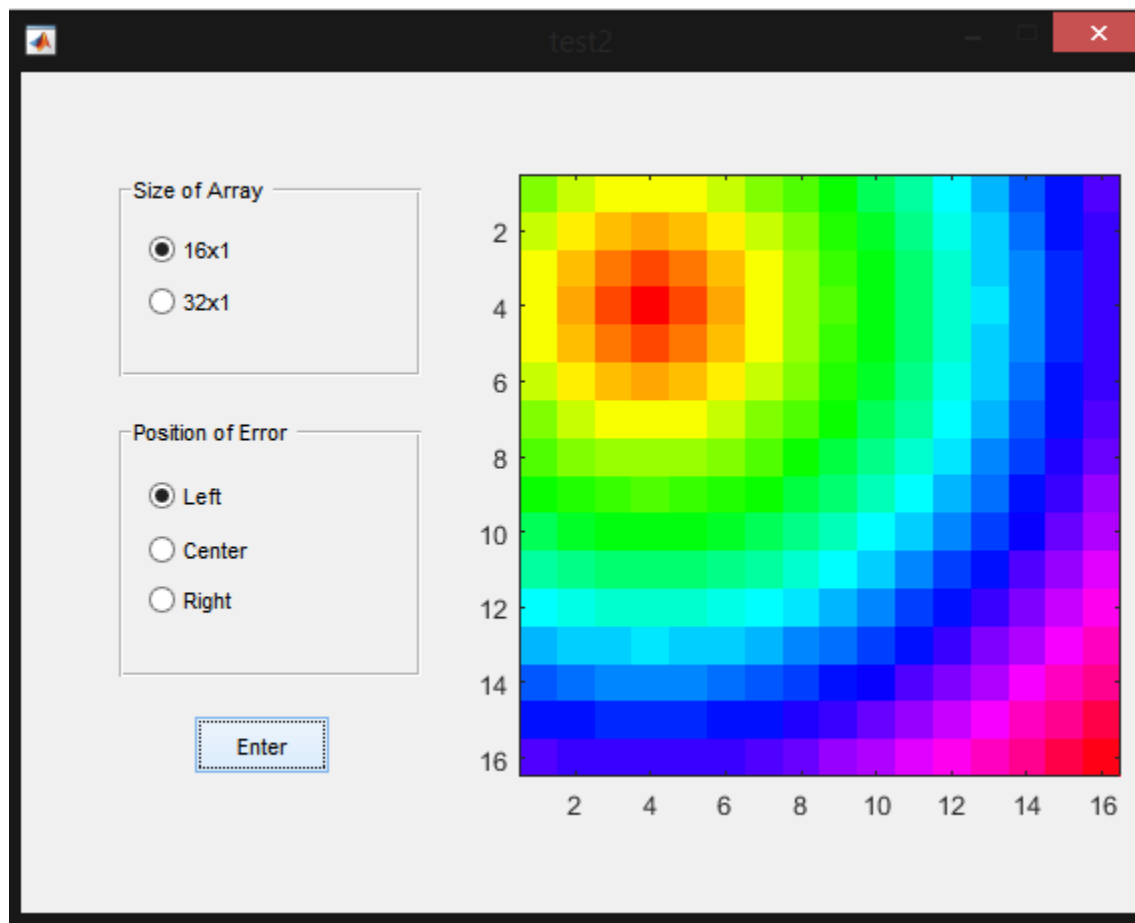 test2
Size of Array
16x1
32x1
Position of Error
Left
Center
Right
Enter
2
4
6
8
10
12
14
16
2 4 6 8 10 12 14 16